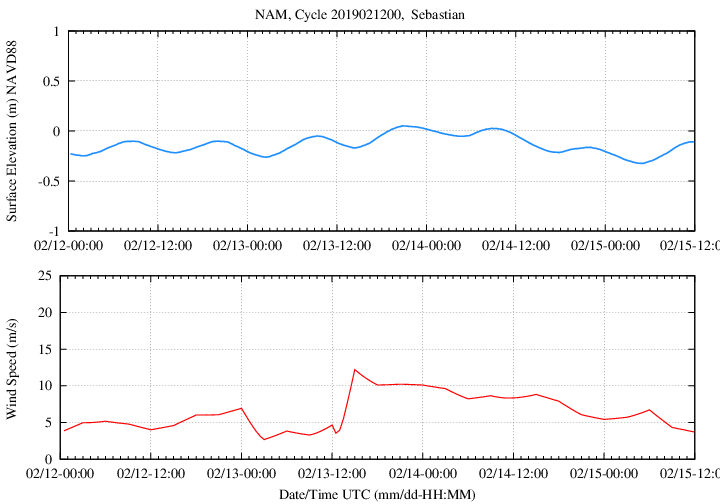 NAM, Cycle 2019021200,  Sebastian
Surface Elevation (m) NAVD88
1
0.5
0
-0.5
-1
02/12-00:00 02/12-12:00 02/13-00:00 02/13-12:00 02/14-00:00 02/14-12:00 02/15-00:00 02/15-12:0
Wind Speed (m/s)
25
20
15
10
5
0
02/12-00:00 02/12-12:00 02/13-00:00 02/13-12:00 02/14-00:00 02/14-12:00 02/15-00:00 02/15-12:0
Date/Time UTC (mm/dd-HH:MM)